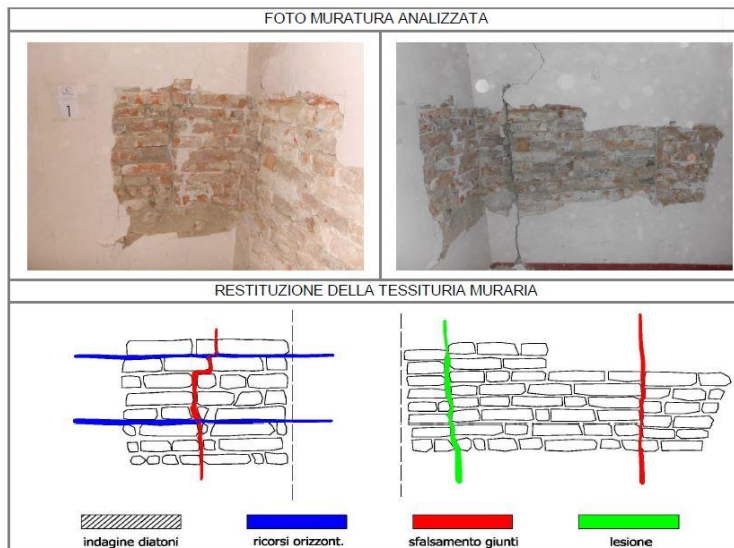 FOTO MURATURA ANALIZZATA
1
RESTITUZIONE DELLA TESSITURIA MURARIA
indagine diatoni
ricorsi orizzont.
sfalsamento giunti
lesione